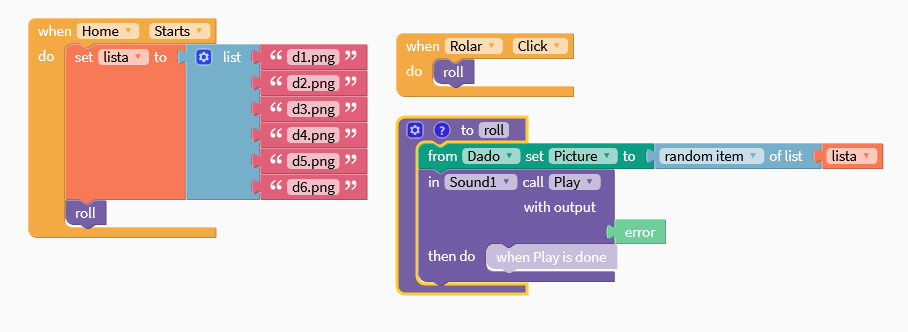 when Home Starts
do set lista to list “ d1.png ”
“ d2.png ”
“ d3.png ”
“ d4.png ”
“ d5.png ”
“ d6.png ”
roll
when Rolar Click
do roll
? to roll
from Dado set Picture to random item of list lista
in Sound1 call Play
with output
error
then do when Play is done